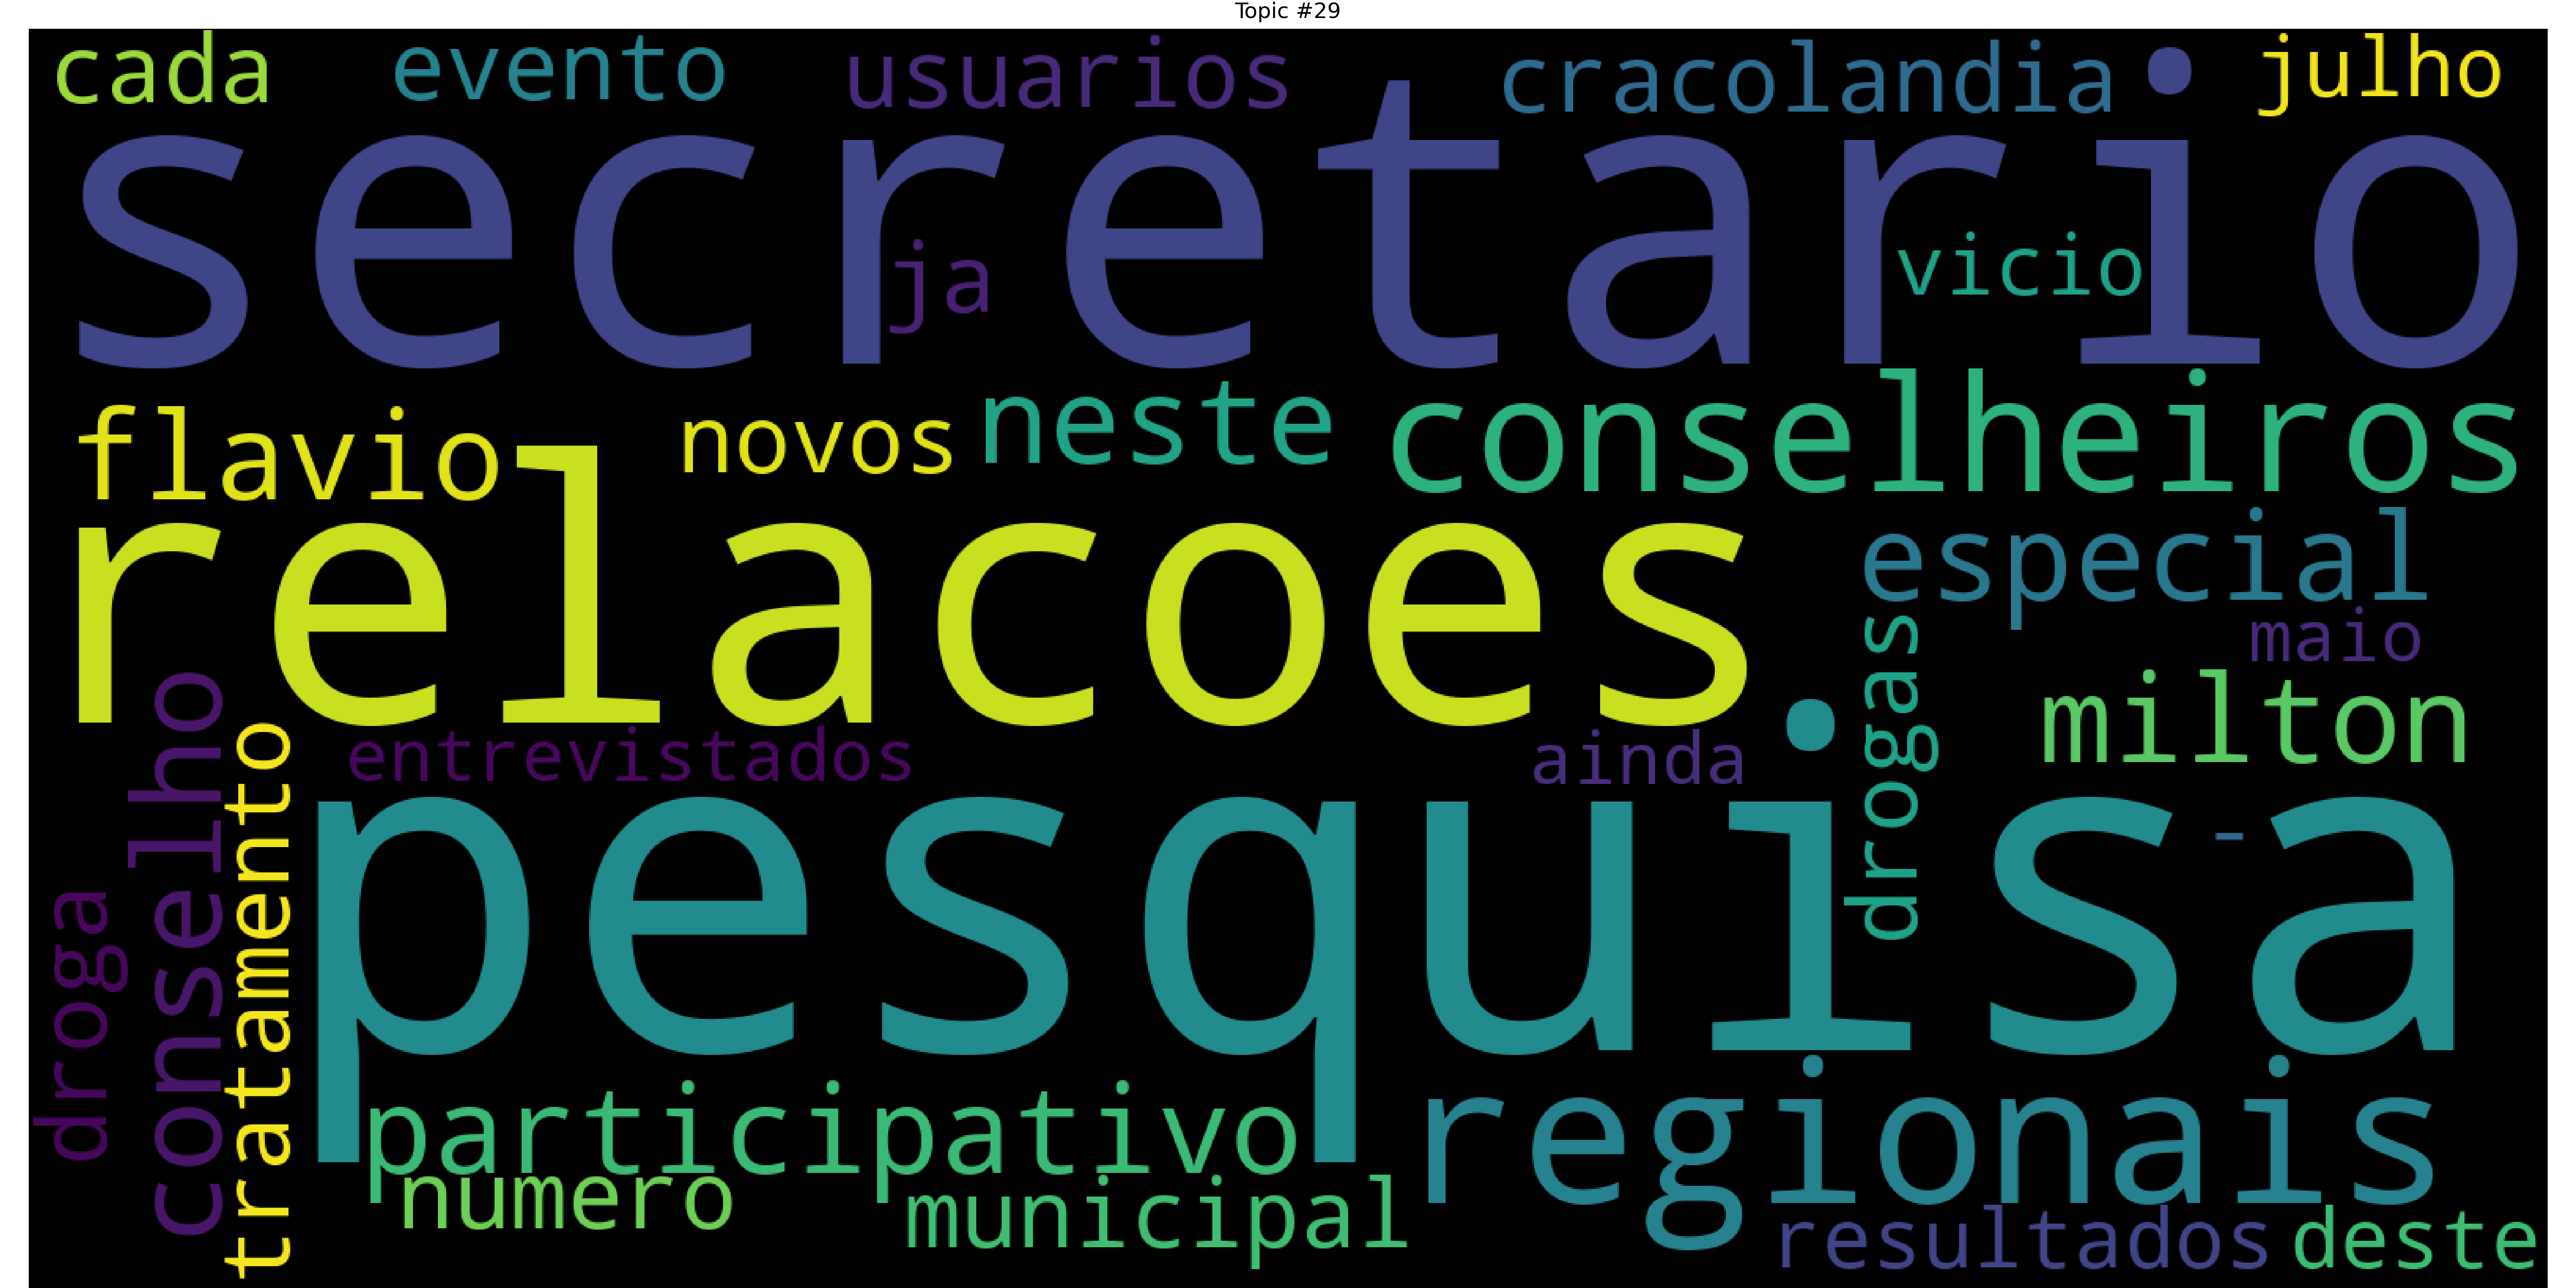 Topic #29
cada evento usuarios cracolandia julho
secretario
ja vicio
flavio novos neste conselheiros
relacoes especial
maio
drogas milton
conselho tratamento entrevistados ainda
pesquisa -
droga
participativo regionais
numero municipal
resultados deste